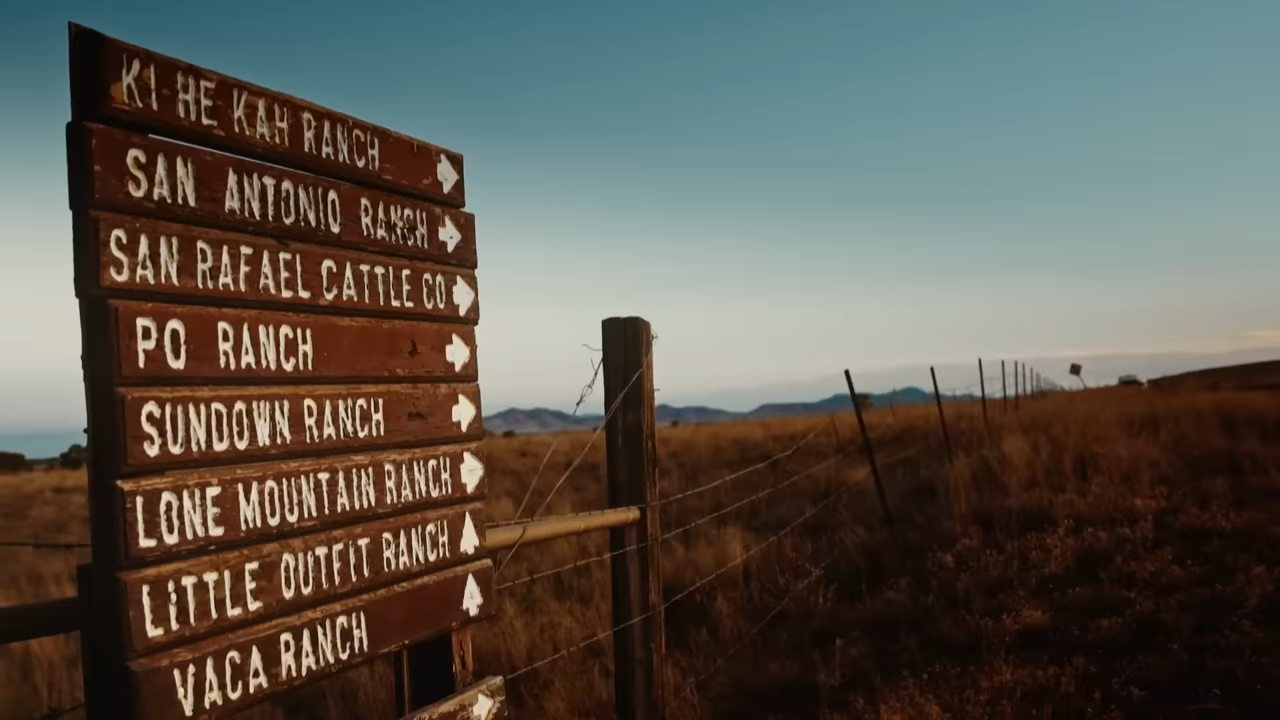 KI HE KAH RANCH
SAN ANTONIO RANCH
SAN RAFAEL CATTLE CO
PO RANCH
SUNDOWN RANCH
LONE MOUNTAIN RANCH
LITTLE OUTFIT RANCH
VACA RANCH